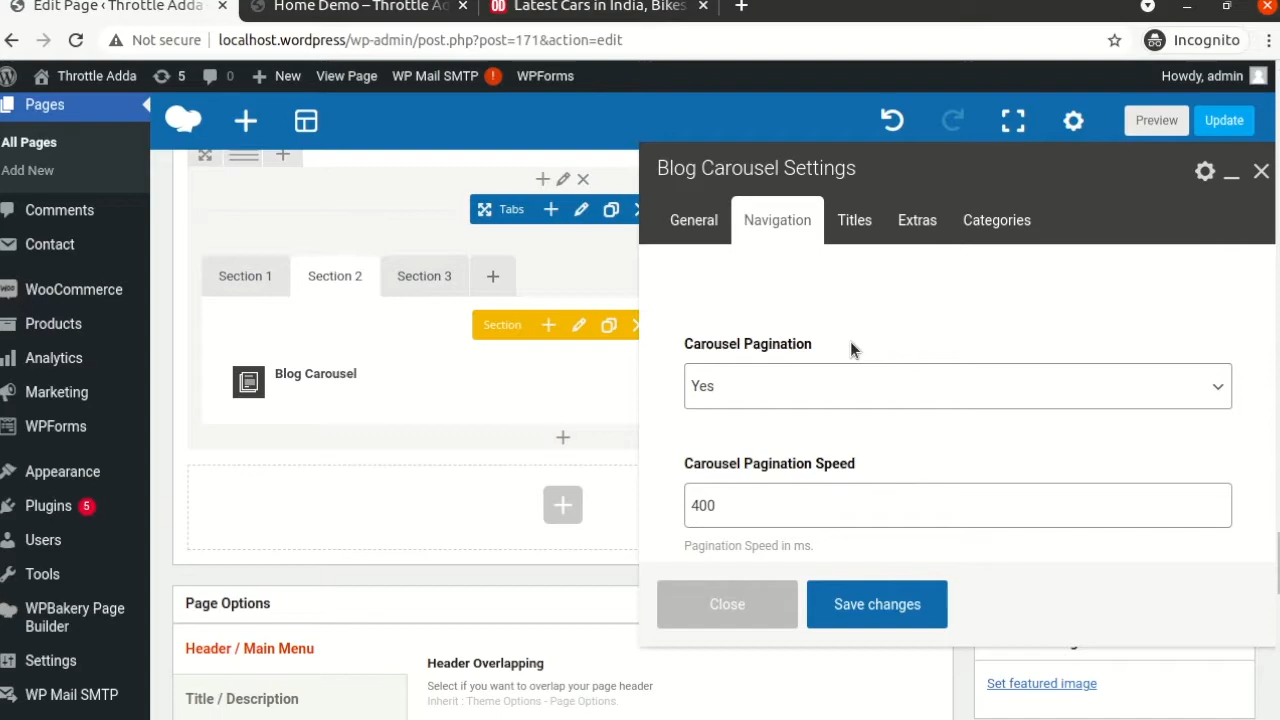 Edit Page ‹ Throttle Adda
Home Demo – Throttle Ad
OD Latest Cars in India, Bikes
Not secure
localhost.wordpress/wp-admin/post.php?post=171&action=edit
Incognito
Throttle Adda
5
0
New
View Page
WP Mail SMTP
!
WPForms
Howdy, admin
Pages
All Pages
Add New
Comments
Contact
WooCommerce
Products
Analytics
Marketing
WPForms
Appearance
Plugins 5
Users
Tools
WPBakery Page
Builder
Settings
WP Mail SMTP
Preview
Update
Tabs
Section 1
Section 2
Section 3
Section
Blog Carousel
Page Options
Header / Main Menu
Title / Description
Header Overlapping
Select if you want to overlap your page header
Inherit : Theme Options - Page Options.
Blog Carousel Settings
General
Navigation
Titles
Extras
Categories
Carousel Pagination
Yes
Carousel Pagination Speed
400
Pagination Speed in ms.
Close
Save changes
Set featured image